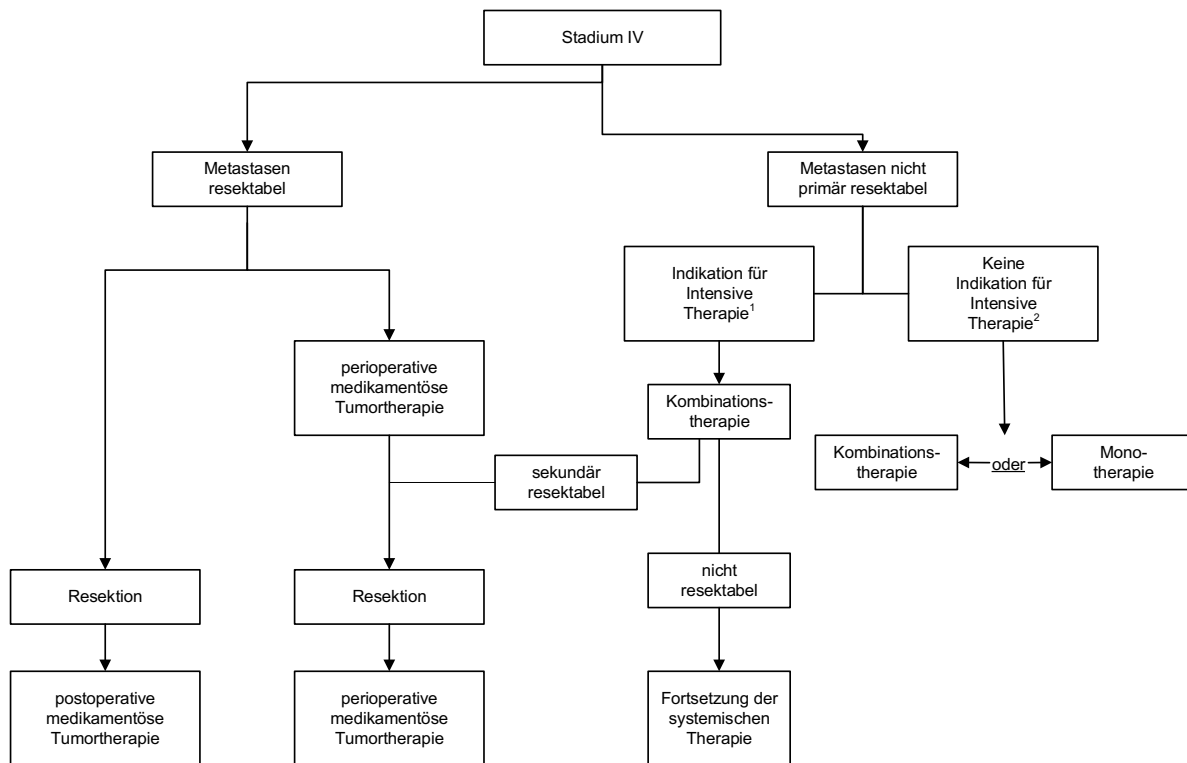 Stadium IV
Metastasen
resektabel
Metastasen nicht
primär resektabel
Indikation für
Intensive
Therapie1
Keine
Indikation für
Intensive
Therapie2
perioperative
medikamentöse
Tumortherapie
Kombinations-
therapie
Kombinations-
therapie
oder
Mono-
therapie
sekundär
resektabel
Resektion
Resektion
nicht
resektabel
postoperative
medikamentöse
Tumortherapie
perioperative
medikamentöse
Tumortherapie
Fortsetzung der
systemischen
Therapie